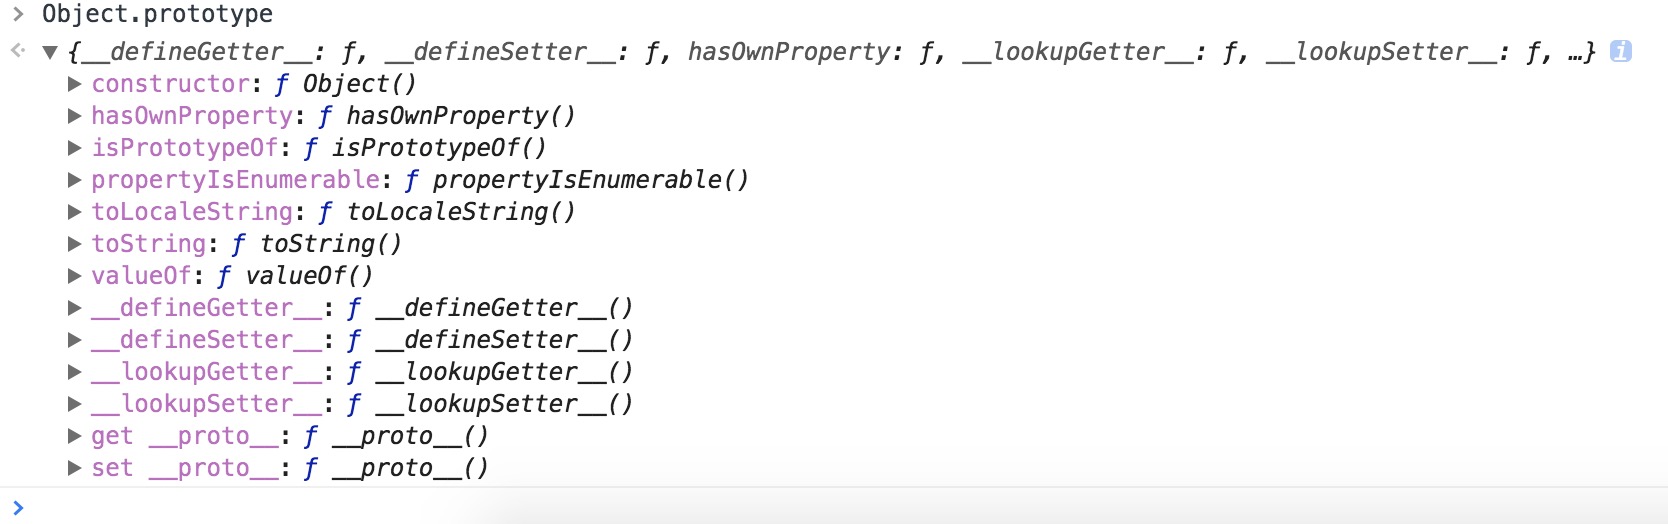 > Object.prototype
{__defineGetter__: ƒ, __defineSetter__: ƒ, hasOwnProperty: ƒ, __lookupGetter__: ƒ, __lookupSetter__: ƒ, …} i
constructor: ƒ Object()
hasOwnProperty: ƒ hasOwnProperty()
isPrototypeOf: ƒ isPrototypeOf()
propertyIsEnumerable: ƒ propertyIsEnumerable()
toLocaleString: ƒ toLocaleString()
toString: ƒ toString()
valueOf: ƒ valueOf()
__defineGetter__: ƒ __defineGetter__()
__defineSetter__: ƒ __defineSetter__()
__lookupGetter__: ƒ __lookupGetter__()
__lookupSetter__: ƒ __lookupSetter__()
get __proto__: ƒ __proto__()
set __proto__: ƒ __proto__()
>